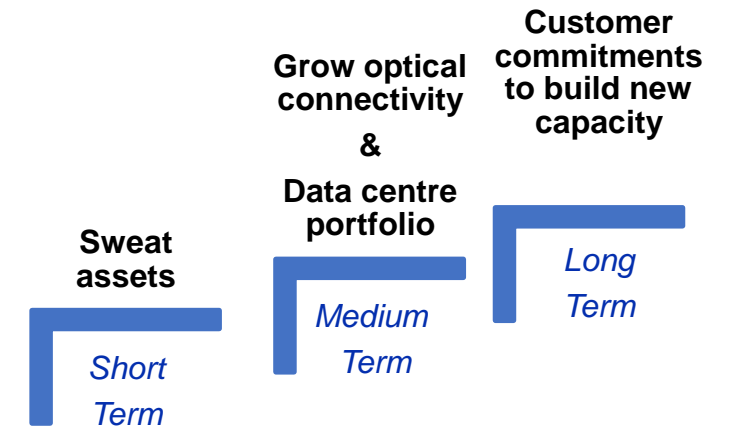 Sweat
assets
Short
Term
Grow optical
connectivity
&
Data centre
portfolio
Medium
Term
Customer
commitments
to build new
capacity
Long
Term